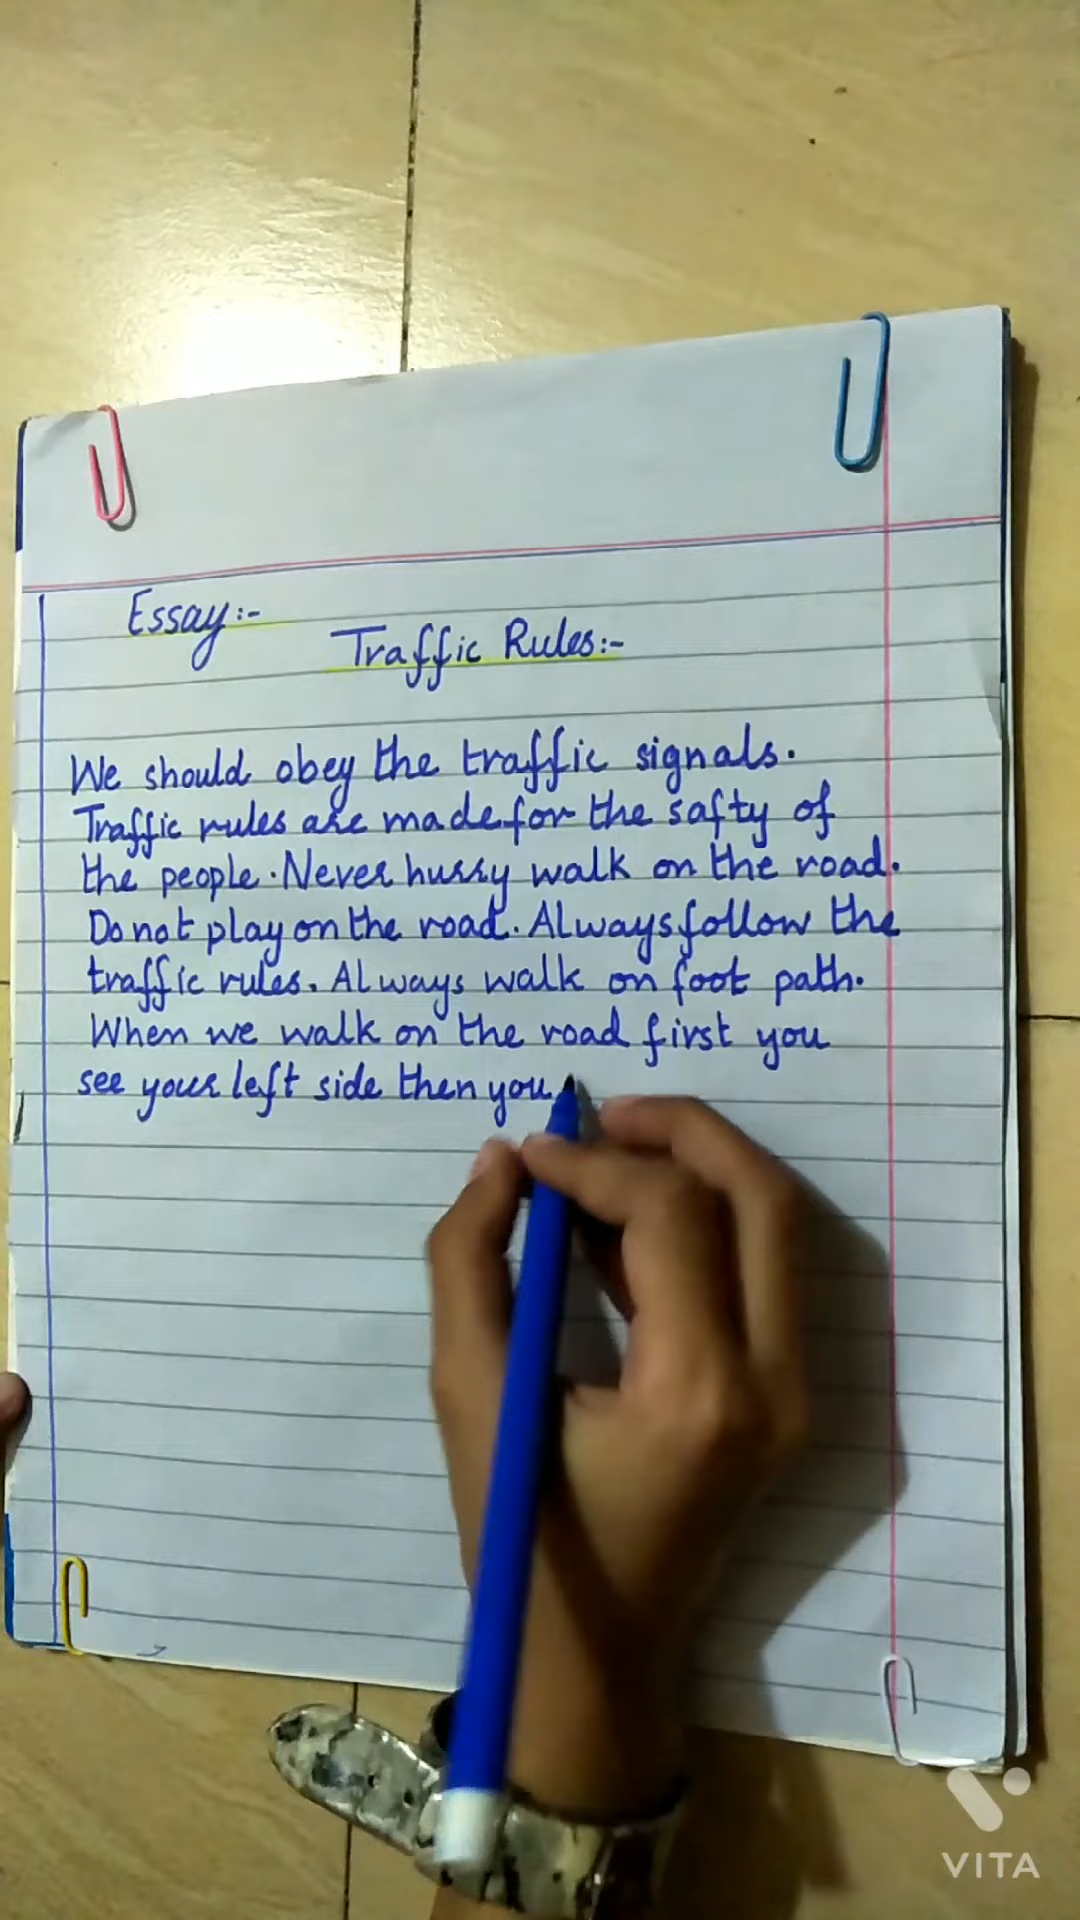 Essay:-
Traffic Rules:-
We should obey the traffic signals.
Traffic rules are made for the safty of
the people. Never hurry walk on the road.
Do not play on the road. Always follow the
traffic rules. Always walk on foot path.
When we walk on the road first you
see your left side then you
VITA